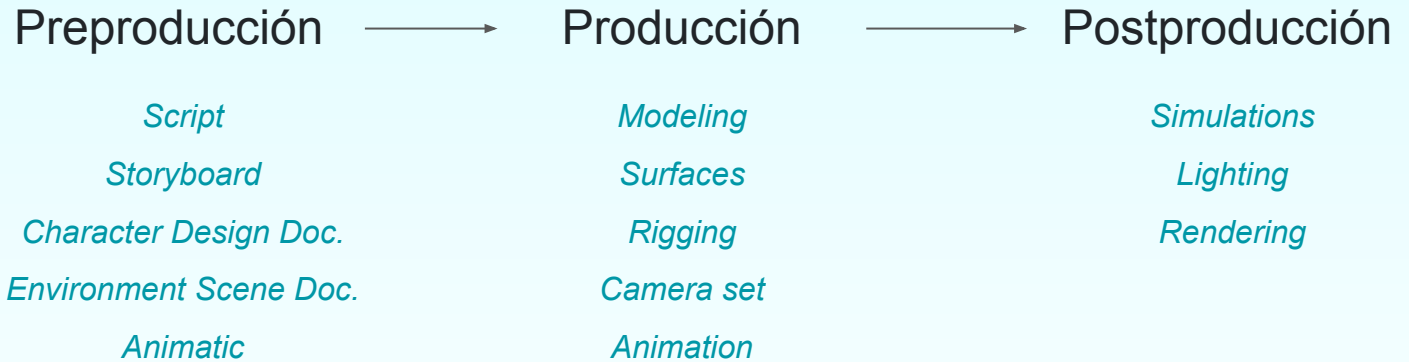 Preproducción
Producción
Postproducción
Script
Storyboard
Character Design Doc.
Environment Scene Doc.
Animatic
Modeling
Surfaces
Rigging
Camera set
Animation
Simulations
Lighting
Rendering